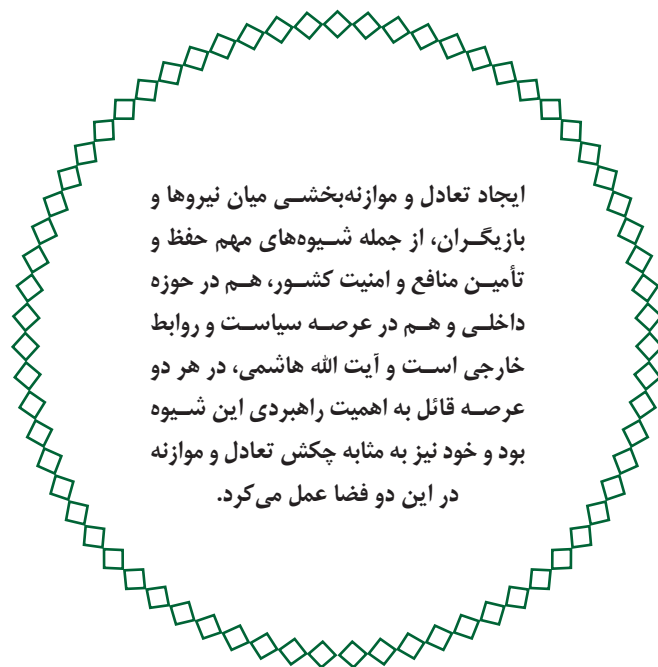 ایجاد تعادل و موازنه‌بخشی میان نیروها و
بازیگران، از جمله شیوه‌های مهم حفظ و
تأمین منافع و امنیت کشور، هم در حوزه
داخلی و هم در عرصه سیاست و روابط
خارجی است و آیت الله هاشمی، در هر دو
عرصه قائل به اهمیت راهبردی این شیوه
بود و خود نیز به مثابه چکش تعادل و موازنه
در این دو فضا عمل می‌کرد.